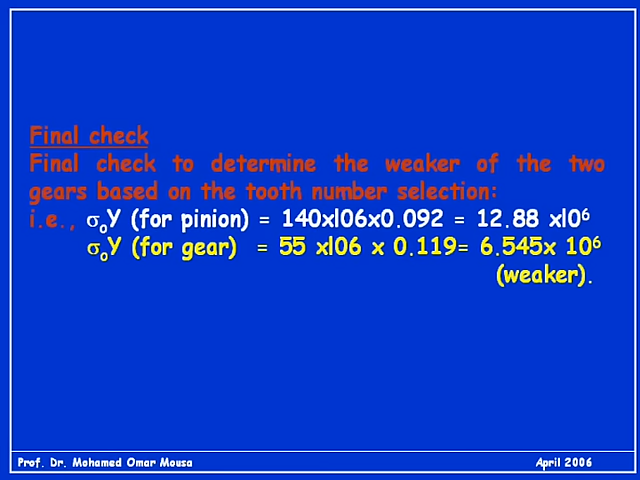 Final check
Final check to determine the weaker of the two
gears based on the tooth number selection:
i.e., σoY (for pinion) = 140xl06x0.092 = 12.88 xl0⁶
σoY (for gear) = 55 xl06 x 0.119= 6.545x 10⁶
(weaker).
Prof. Dr. Mohamed Omar Mousa April 2006